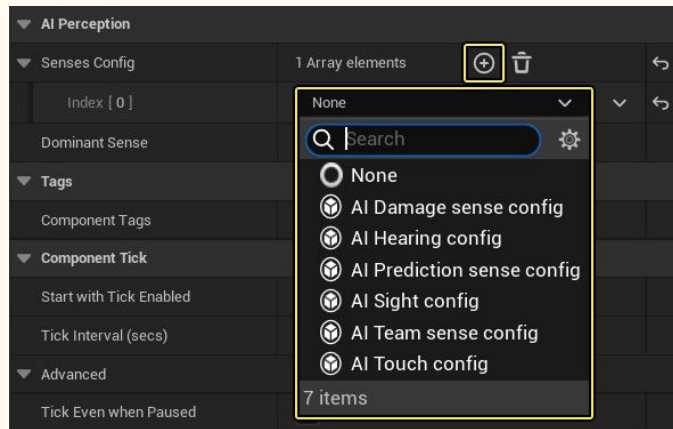 AI Perception
Senses Config 1 Array elements
Index [ 0 ] None
Search
None
AI Damage sense config
AI Hearing config
AI Prediction sense config
AI Sight config
AI Team sense config
AI Touch config
7 items
Dominant Sense
Tags
Component Tags
Component Tick
Start with Tick Enabled
Tick Interval (secs)
Advanced
Tick Even when Paused